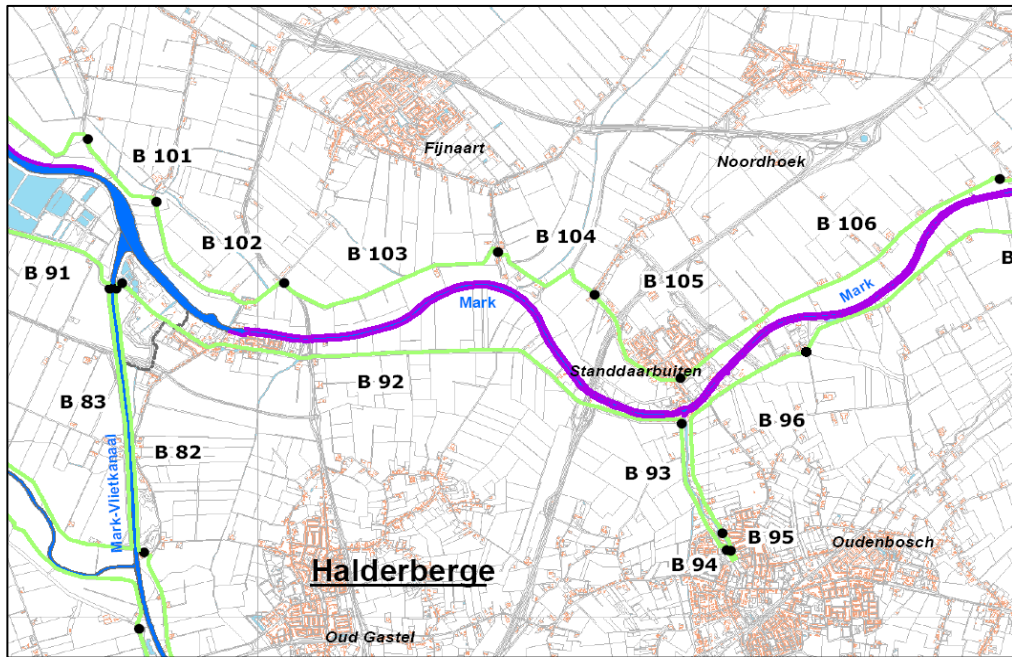 Fijnaart
B 101
Noordhoek
B 106
B 102
B 103
B 104
B
B 91
B 105
Mark
Mark
Standdaarbuiten
B 92
B 83
B 96
B 82
B 93
Mark-Vlietkanaal
B 95
Oudenbosch
B 94
Halderberge
Oud Gastel